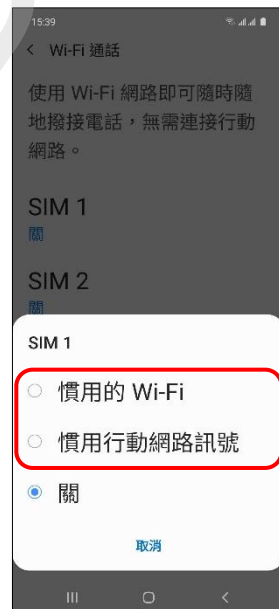 15:39
< Wi-Fi 通話
使用 Wi-Fi 網路即可隨時隨
地撥接電話，無需連接行動
網路。
SIM 1
關
SIM 2
關
SIM 1
慣用的 Wi-Fi
慣用行動網路訊號
關
取消